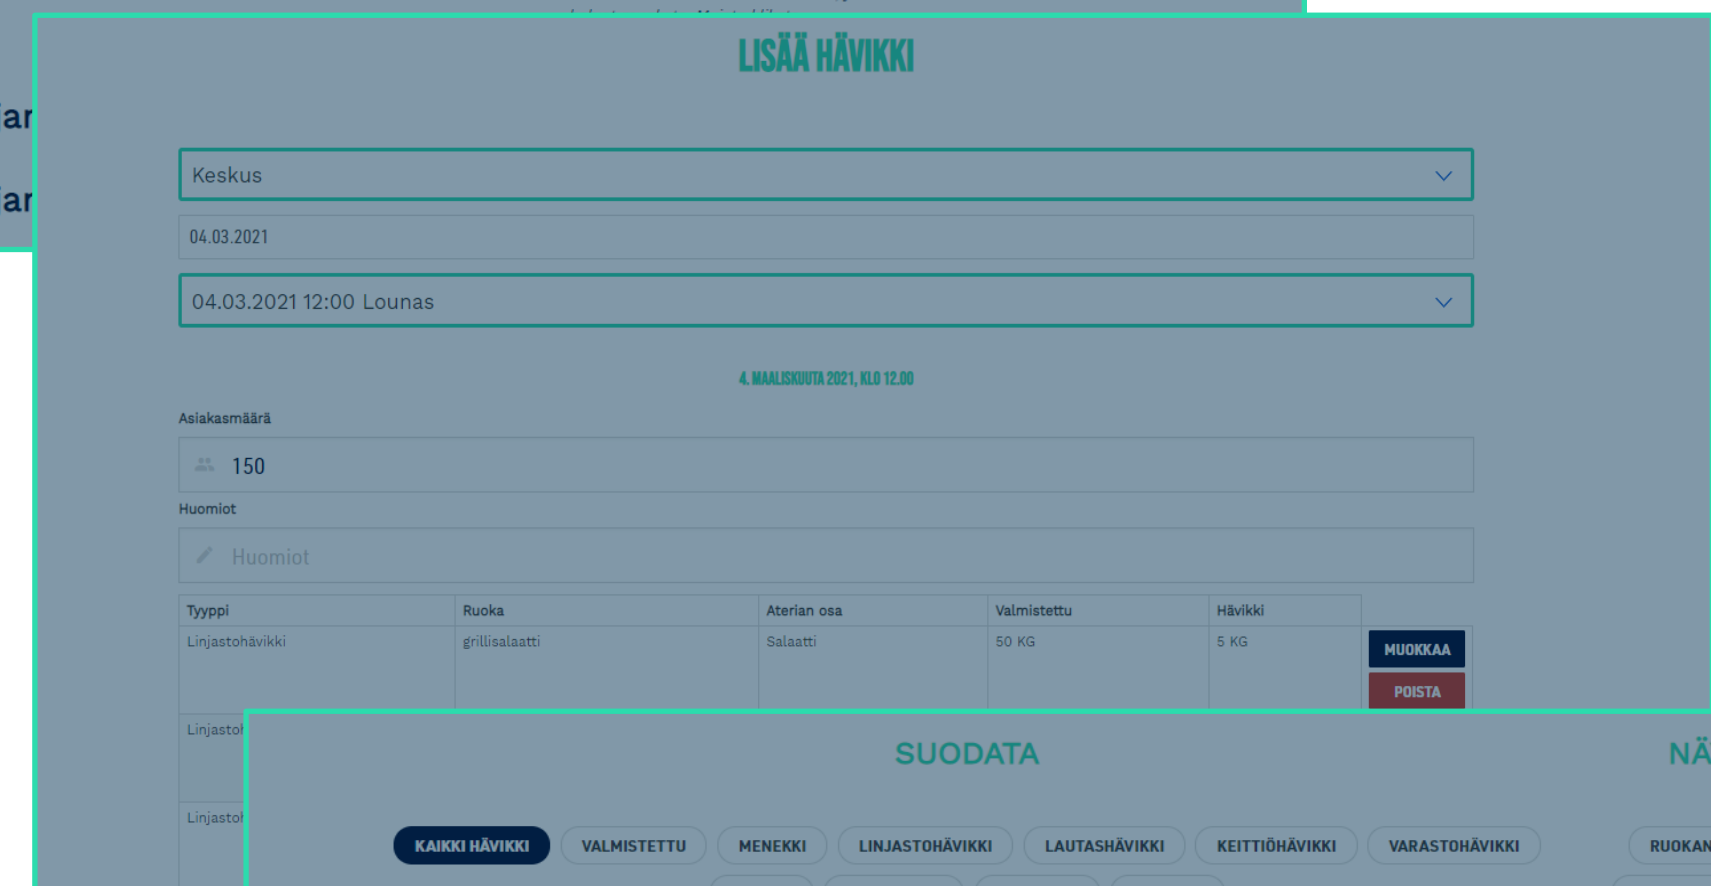 LISÄÄ HÄVIKKI
Keskus
04.03.2021
04.03.2021 12:00 Lounas
4. MAALISKUUTA 2021, KLO 12.00
Asiakasmäärä
150
Huomiot
Huomiot
Tyyppi Ruoka Aterian osa Valmistettu Hävikki
Linjastohävikki grillisalaatti Salaatti 50 KG 5 KG MUOKKAA
POISTA
SUODATA
KAIKKI HÄVIKKI VALMISTETTU MENEKKI LINJASTOHÄVIKKI LAUTASHÄVIKKI KEITTIÖHÄVIKKI VARASTOHÄVIKKI